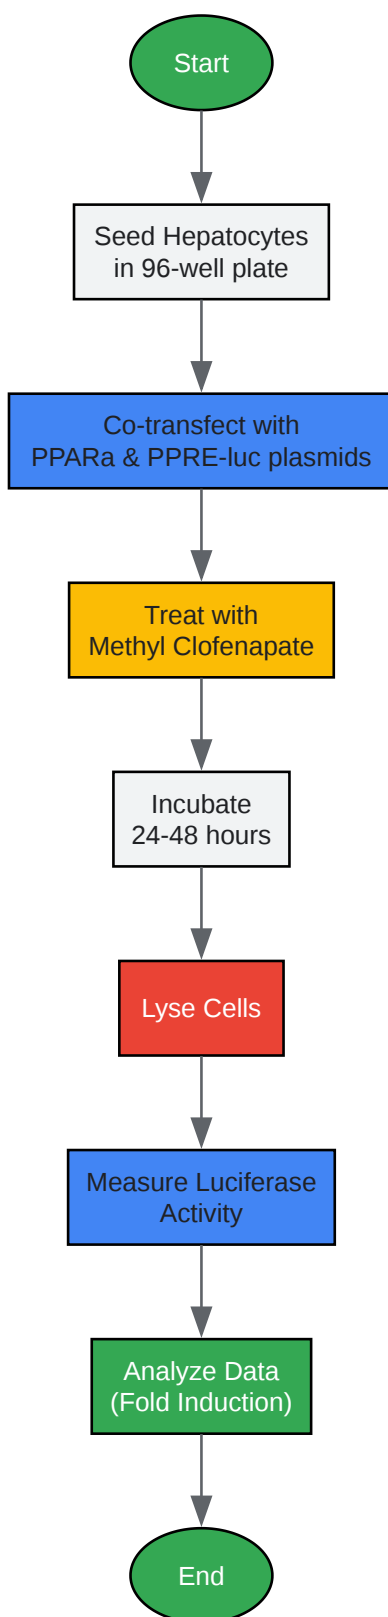 Start
Seed Hepatocytes
in 96-well plate
Co-transfect with
PPARa & PPRE-luc plasmids
Treat with
Methyl Clofenapate
Incubate
24-48 hours
Lyse Cells
Measure Luciferase
Activity
Analyze Data
(Fold Induction)
End